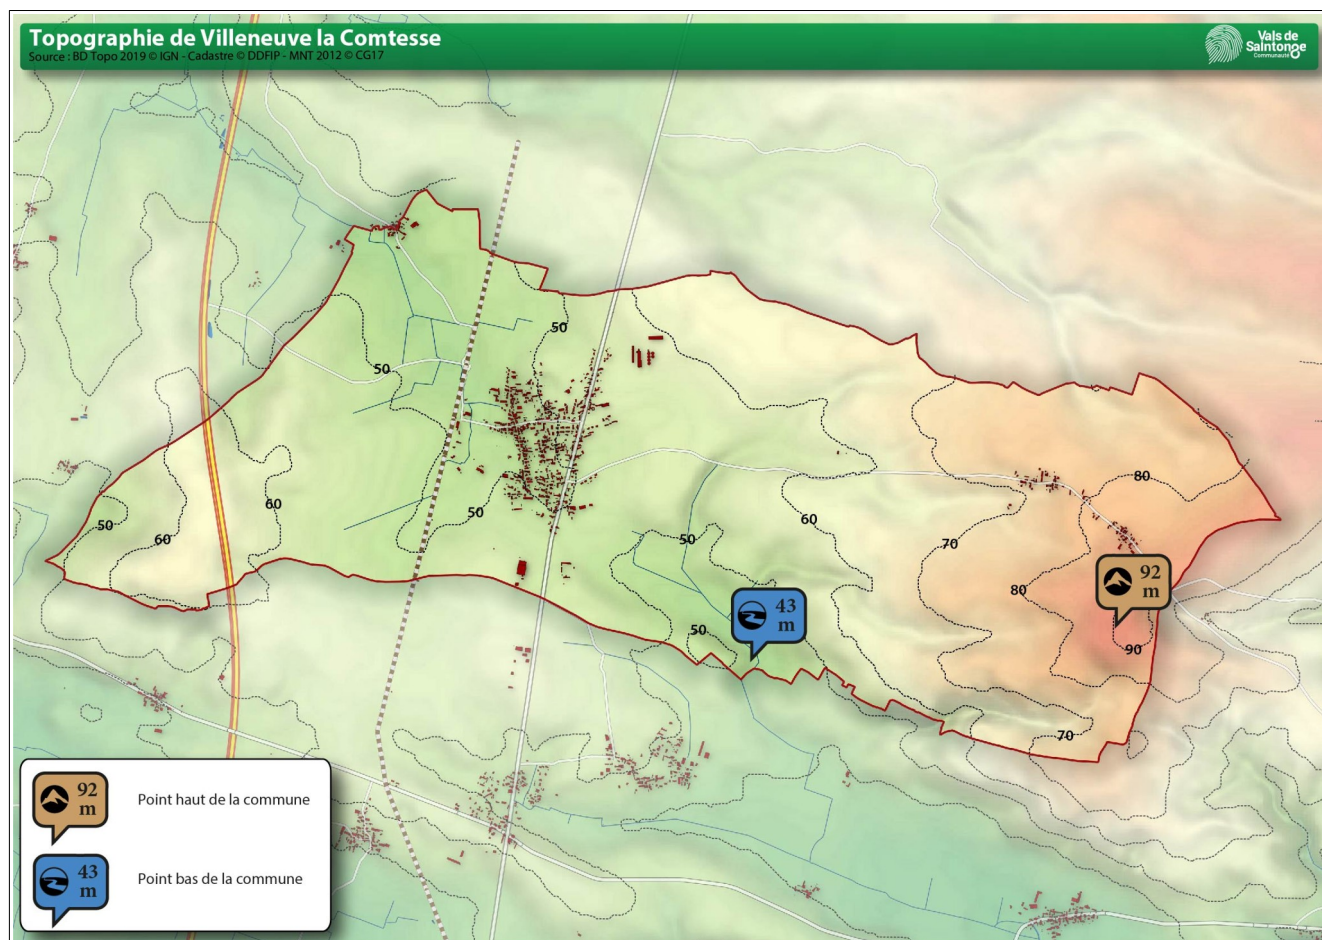 Topographie de Villeneuve la Comtesse
Source : BD Topo 2019 © IGN - Cadastre © DDFIP - MNT 2012 © CG17
Vals de
Saintonge
Communauté
50
50
80
60
50
50
60
50
60
70
50
80
92
m
43
m
50
90
70
92
m
Point haut de la commune
43
m
Point bas de la commune